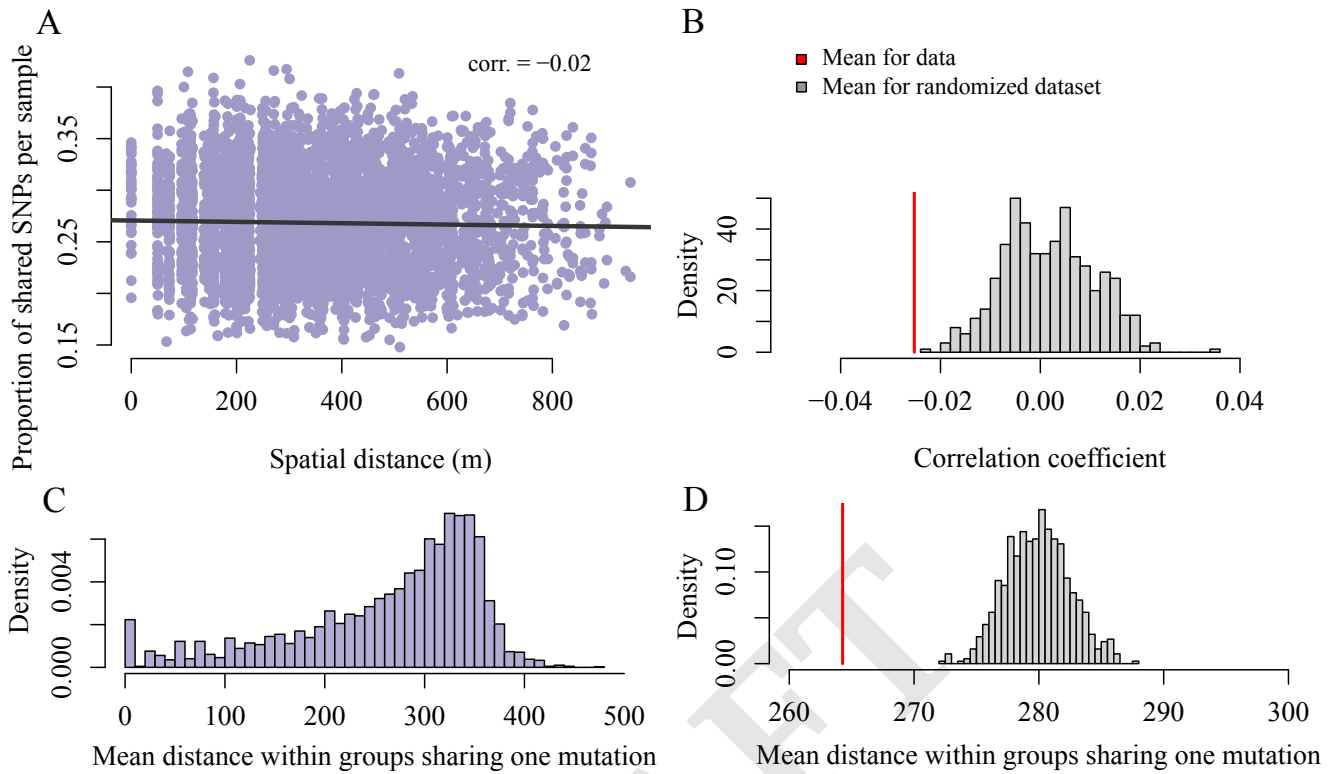 A
Proportion of shared SNPs per sample
0.15 0.25 0.35
corr. = −0.02
0 200 400 600 800
Spatial distance (m)
B
Mean for data
Mean for randomized dataset
Density
0 20 40
−0.04 −0.02 0.00 0.02 0.04
Correlation coefficient
C
Density
0.000 0.004
0 100 200 300 400 500
Mean distance within groups sharing one mutation
D
Density
0.00 0.10
260 270 280 290 300
Mean distance within groups sharing one mutation
FT